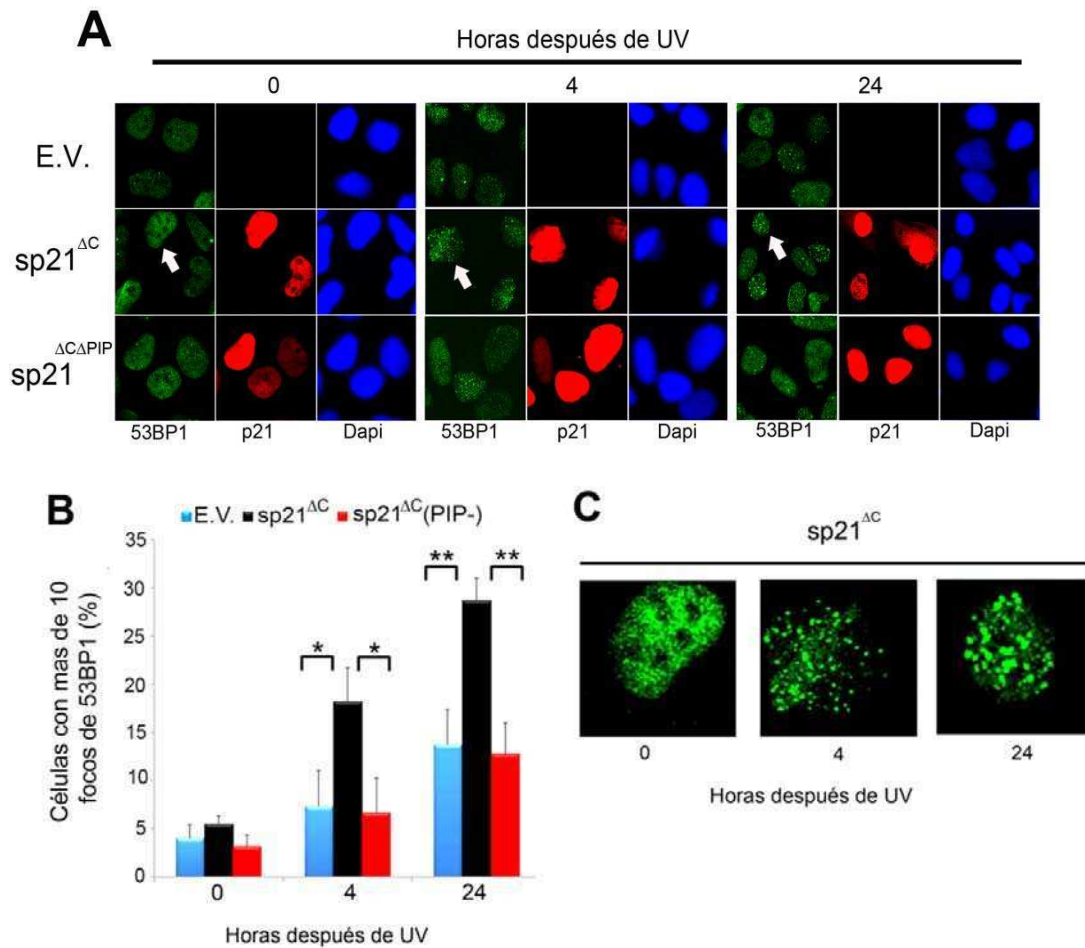 A
Horas después de UV
0 4 24
E.V.
sp21ΔC
sp21ΔCΔPIP
53BP1 p21 Dapi 53BP1 p21 Dapi 53BP1 p21 Dapi
B
E.V. sp21ΔC sp21ΔC(PIP-)
Células con mas de 10
focos de 53BP1 (%)
35
30
25
20
15
10
5
0
* *
** **
0 4 24
Horas después de UV
C
sp21ΔC
0 4 24
Horas después de UV